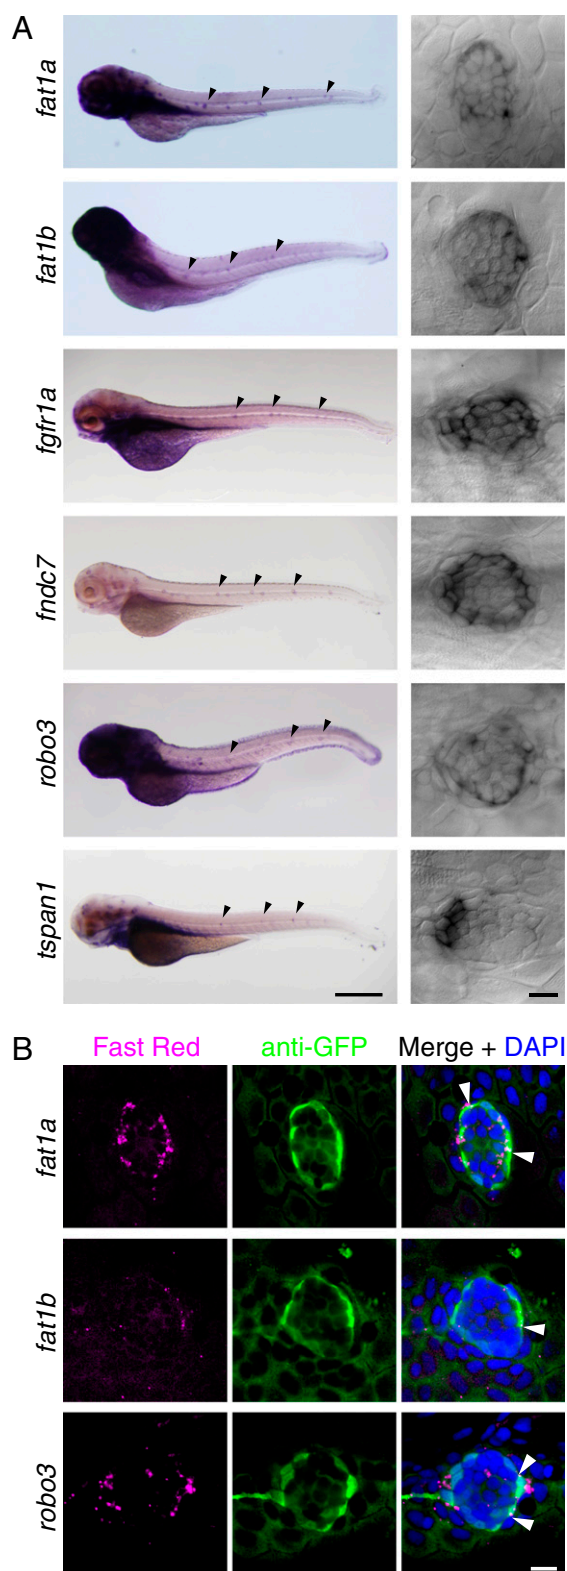 A
fat1a
fat1b
fgfr1a
fndc7
robo3
tspan1
B
Fast Red anti-GFP Merge + DAPI
fat1a
fat1b
robo3